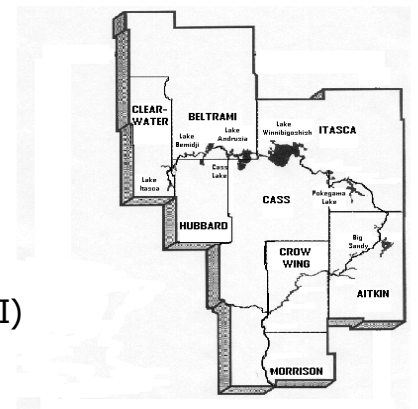 CLEAR-
WATER
BELTRAMI
Lake
Bemidji
Lake
Andrusia
Lake
Winnibigoshish
ITASCA
Cass
Lake
Lake
Itasca
CASS
Pokegama
Lake
HUBBARD
Big
Sandy
CROW
WING
AITKIN
I)
MORRISON